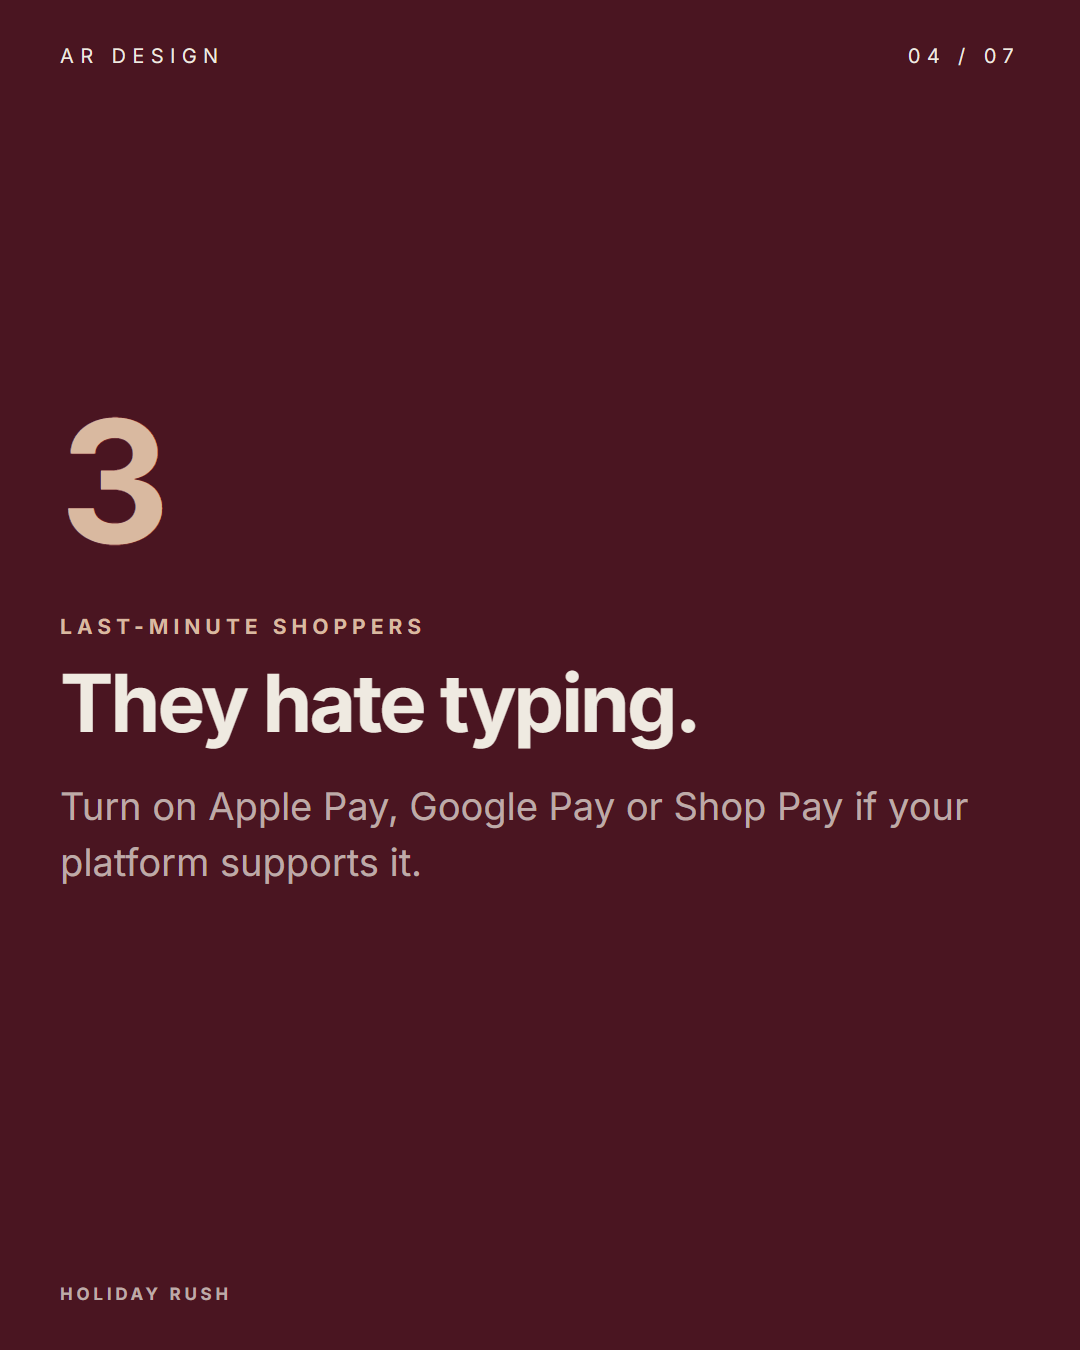 AR DESIGN
04 / 07
3
LAST-MINUTE SHOPPERS
They hate typing.
Turn on Apple Pay, Google Pay or Shop Pay if your
platform supports it.
HOLIDAY RUSH